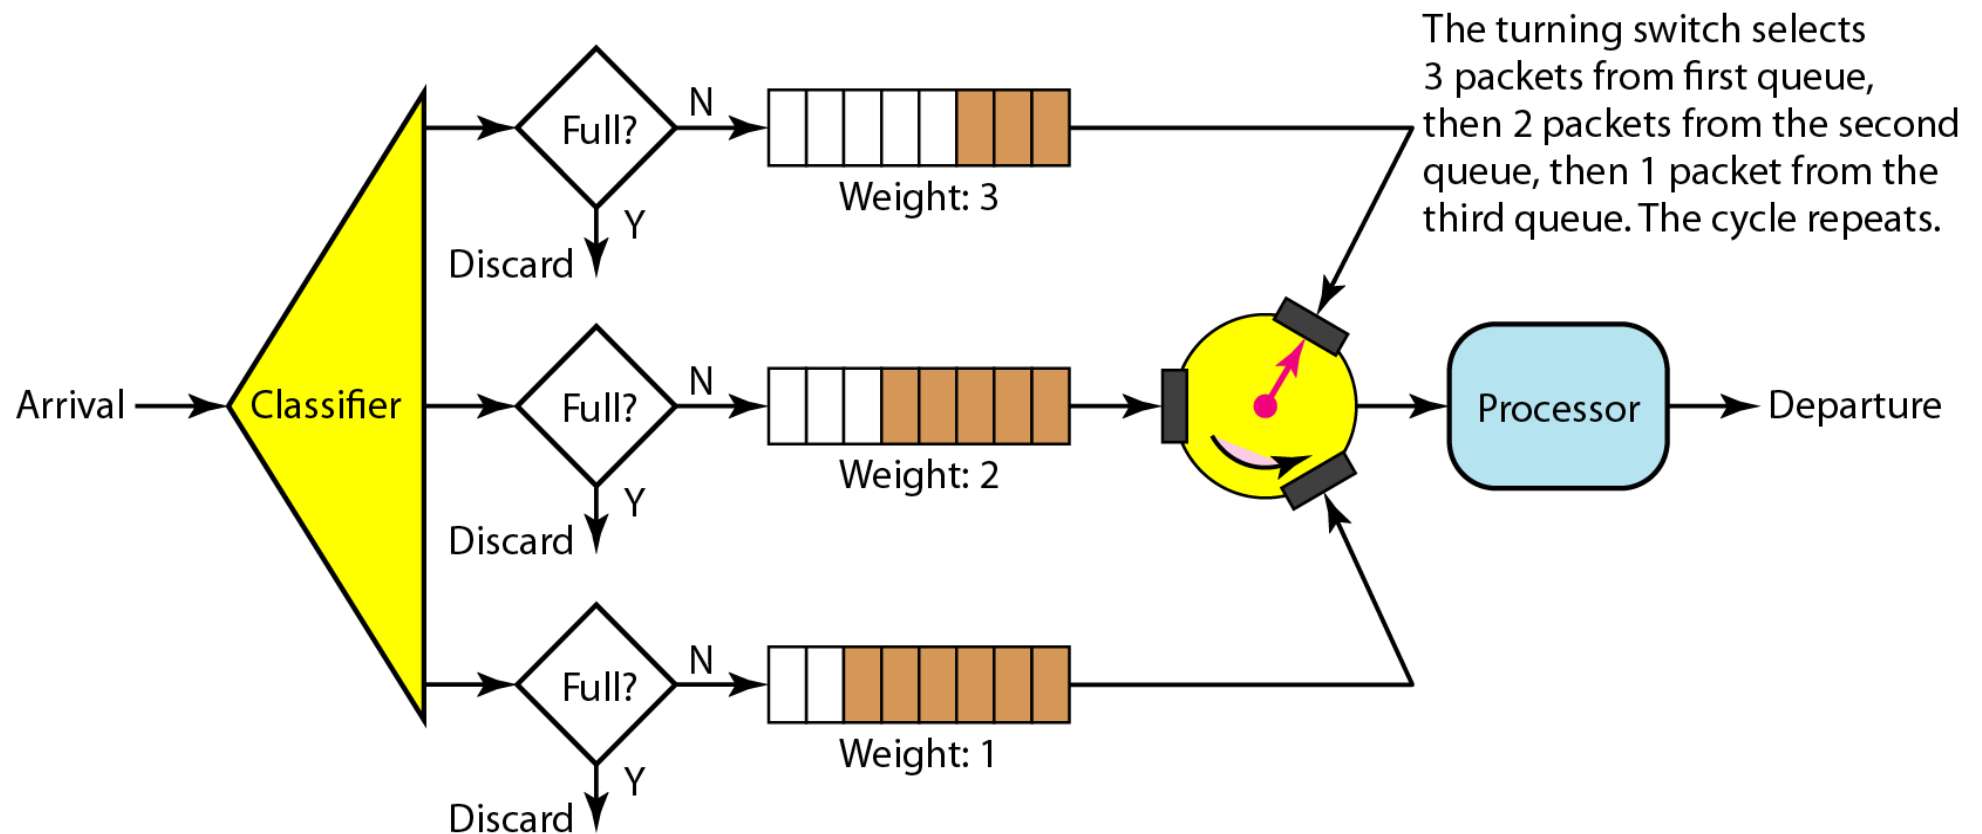 The turning switch selects
3 packets from first queue,
then 2 packets from the second
queue, then 1 packet from the
third queue. The cycle repeats.
Full?
N
Weight: 3
Y
Discard
Arrival
Classifier
Full?
N
Weight: 2
Y
Discard
Processor
Departure
Full?
N
Weight: 1
Y
Discard